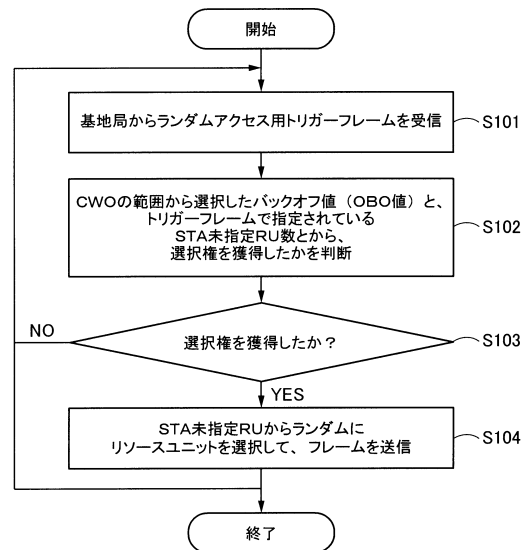 開始
基地局からランダムアクセス用トリガーフレームを受信
S101
CWOの範囲から選択したバックオフ値（OBO値）と、
トリガーフレームで指定されている
STA未指定RU数とから、
選択権を獲得したかを判断
S102
NO
選択権を獲得したか？
S103
YES
STA未指定RUからランダムに
リソースユニットを選択して、フレームを送信
S104
終了